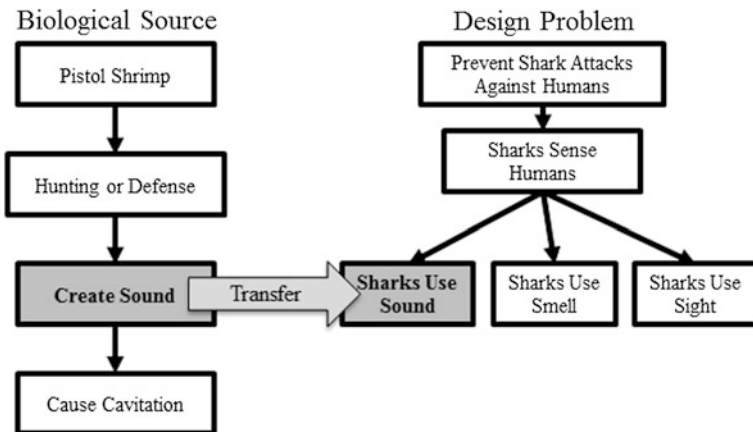 Biological Source
Pistol Shrimp
Hunting or Defense
Create Sound
Cause Cavitation
Transfer
Design Problem
Prevent Shark Attacks
Against Humans
Sharks Sense
Humans
Sharks Use
Sound
Sharks Use
Smell
Sharks Use
Sight